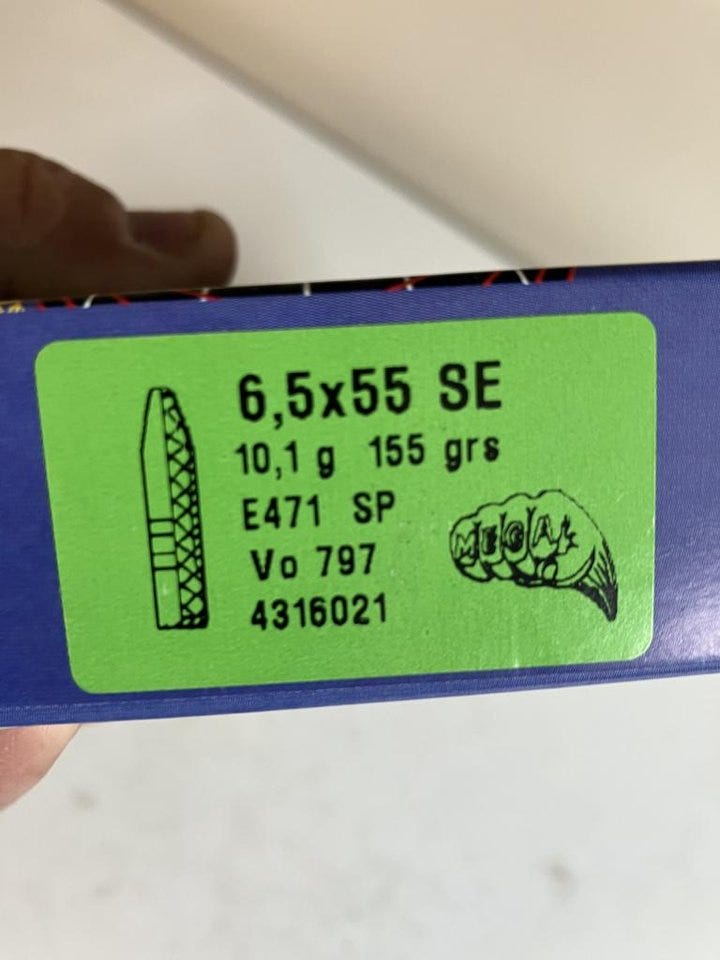 6,5x55 SE
10,1 g 155 grs
E471 SP
Vo 797
4316021
MEGA